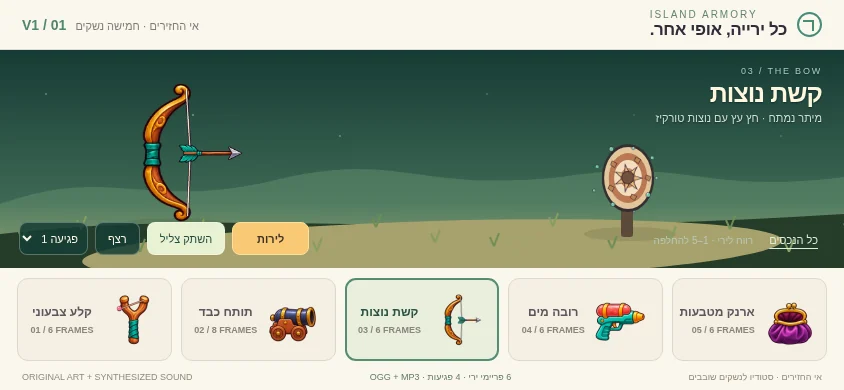 ISLAND ARMORY
כל ירייה, אופי אחר.
אי החזירים · חמישה נשקים
V1 / 01
03 / THE BOW
קשת נוצות
מיתר נמתח · חץ עץ עם נוצות טורקיז
כל הנכסים
רווח לירי · 1–5 להחלפה
לירות
השתק צליל
רצף
פגיעה 1
ארנק מטבעות
05 / 6 FRAMES
רובה מים
04 / 6 FRAMES
קשת נוצות
03 / 6 FRAMES
תותח כבד
02 / 8 FRAMES
קלע צבעוני
01 / 6 FRAMES
אי החזירים · סטודיו לנשקים שובבים
6 פריימי ירי · 4 פגיעות · OGG + MP3
ORIGINAL ART + SYNTHESIZED SOUND